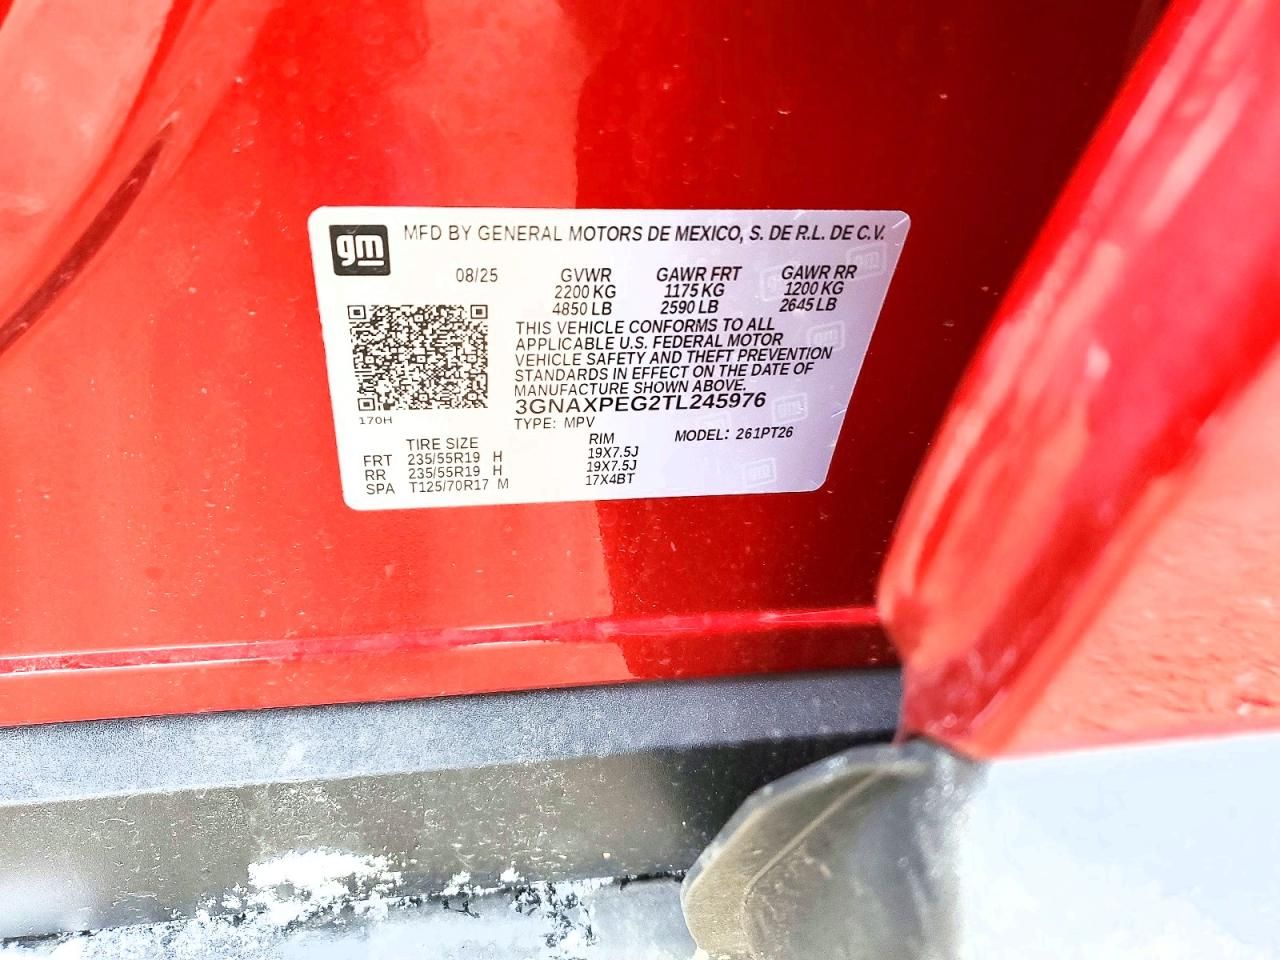 gm MFD BY GENERAL MOTORS DE MEXICO, S. DE R.L. DE C.V.
08/25 GVWR GAWR FRT GAWR RR
2200 KG 1175 KG 1200 KG
4850 LB 2590 LB 2645 LB
THIS VEHICLE CONFORMS TO ALL
APPLICABLE U.S. FEDERAL MOTOR
VEHICLE SAFETY AND THEFT PREVENTION
STANDARDS IN EFFECT ON THE DATE OF
MANUFACTURE SHOWN ABOVE.
3GNAXPEG2TL245976
170H
TYPE: MPV
MODEL: 261PT26
TIRE SIZE RIM
FRT 235/55R19 H 19X7.5J
RR 235/55R19 H 19X7.5J
SPA T125/70R17 M 17X4BT